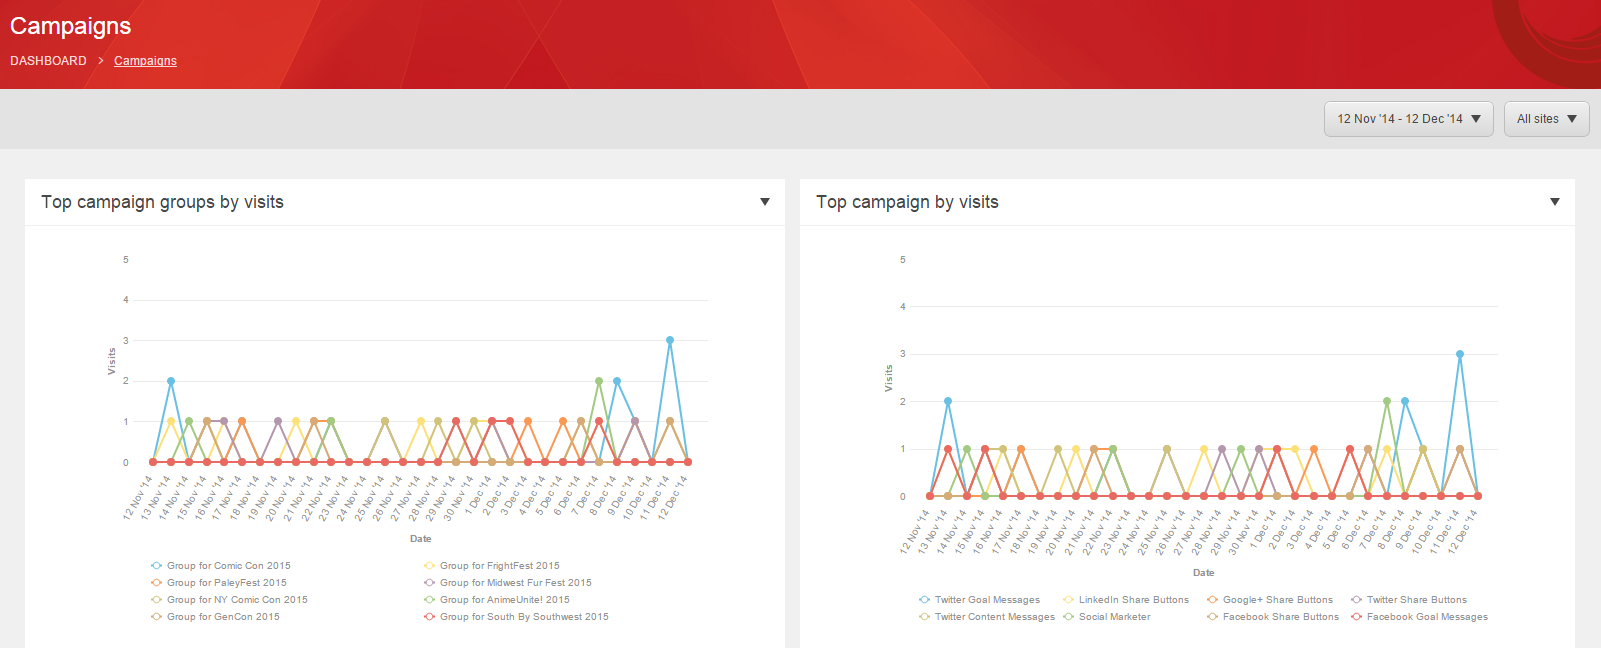 Campaigns
DASHBOARD > Campaigns
12 Nov '14 - 12 Dec '14 ▼
All sites ▼
Top campaign groups by visits ▼
5
4
3
2
1
0
Visits
12 Nov '14
13 Nov '14
14 Nov '14
15 Nov '14
16 Nov '14
17 Nov '14
18 Nov '14
19 Nov '14
20 Nov '14
21 Nov '14
22 Nov '14
23 Nov '14
24 Nov '14
25 Nov '14
26 Nov '14
27 Nov '14
28 Nov '14
29 Nov '14
30 Nov '14
1 Dec '14
2 Dec '14
3 Dec '14
4 Dec '14
5 Dec '14
6 Dec '14
7 Dec '14
8 Dec '14
9 Dec '14
10 Dec '14
11 Dec '14
12 Dec '14
Date
Group for Comic Con 2015
Group for FrightFest 2015
Group for PaleyFest 2015
Group for Midwest Fur Fest 2015
Group for NY Comic Con 2015
Group for AnimeUnite! 2015
Group for GenCon 2015
Group for South By Southwest 2015
Top campaign by visits ▼
5
4
3
2
1
0
Visits
12 Nov '14
13 Nov '14
14 Nov '14
15 Nov '14
16 Nov '14
17 Nov '14
18 Nov '14
19 Nov '14
20 Nov '14
21 Nov '14
22 Nov '14
23 Nov '14
24 Nov '14
25 Nov '14
26 Nov '14
27 Nov '14
28 Nov '14
29 Nov '14
30 Nov '14
1 Dec '14
2 Dec '14
3 Dec '14
4 Dec '14
5 Dec '14
6 Dec '14
7 Dec '14
8 Dec '14
9 Dec '14
10 Dec '14
11 Dec '14
12 Dec '14
Date
Twitter Goal Messages
LinkedIn Share Buttons
Google+ Share Buttons
Twitter Share Buttons
Twitter Content Messages
Social Marketer
Facebook Share Buttons
Facebook Goal Messages